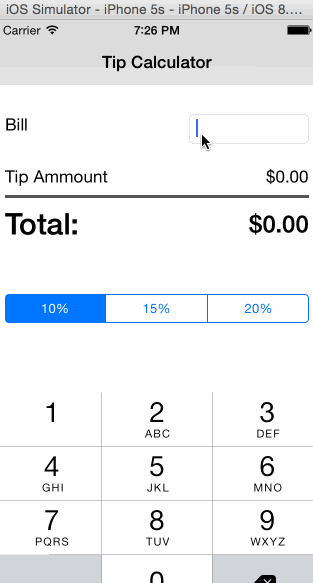 iOS Simulator - iPhone 5s - iPhone 5s / iOS 8....
Carrier 7:26 PM
Tip Calculator
Bill
Tip Ammount $0.00
Total: $0.00
10% 15% 20%
1 2 3
ABC DEF
4 5 6
GHI JKL MNO
7 8 9
PQRS TUV WXYZ
0